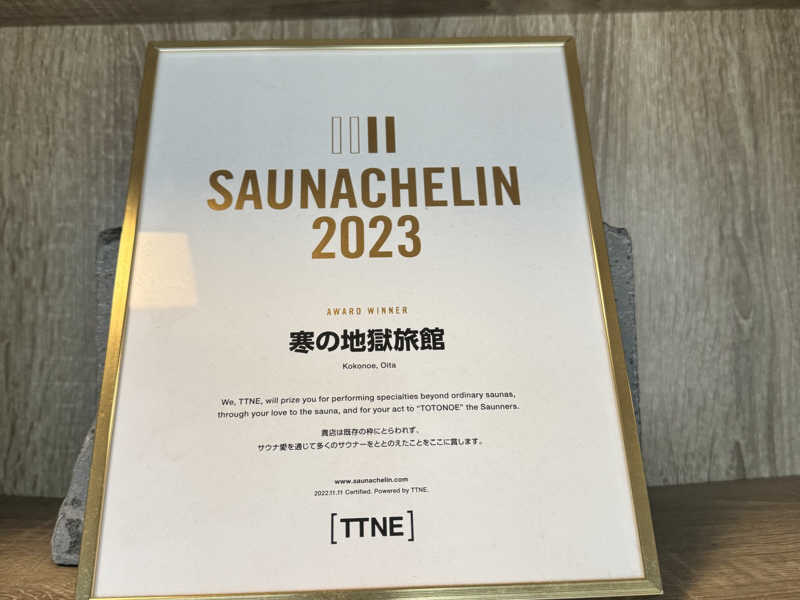 SAUNACHELIN
2023
AWARD WINNER
寒の地獄旅館
Kokonoe, Oita
We, TTNE, will prize you for performing specialties beyond ordinary saunas,
through your love to the sauna, and for your act to “TOTONOE” the Saunners.
貴店は既存の枠にとらわれず、
サウナ愛を通じて多くのサウナーをととのえたことをここに賞します。
www.saunachelin.com
2022.11.11 Certified. Powered by TTNE.
[TTNE]